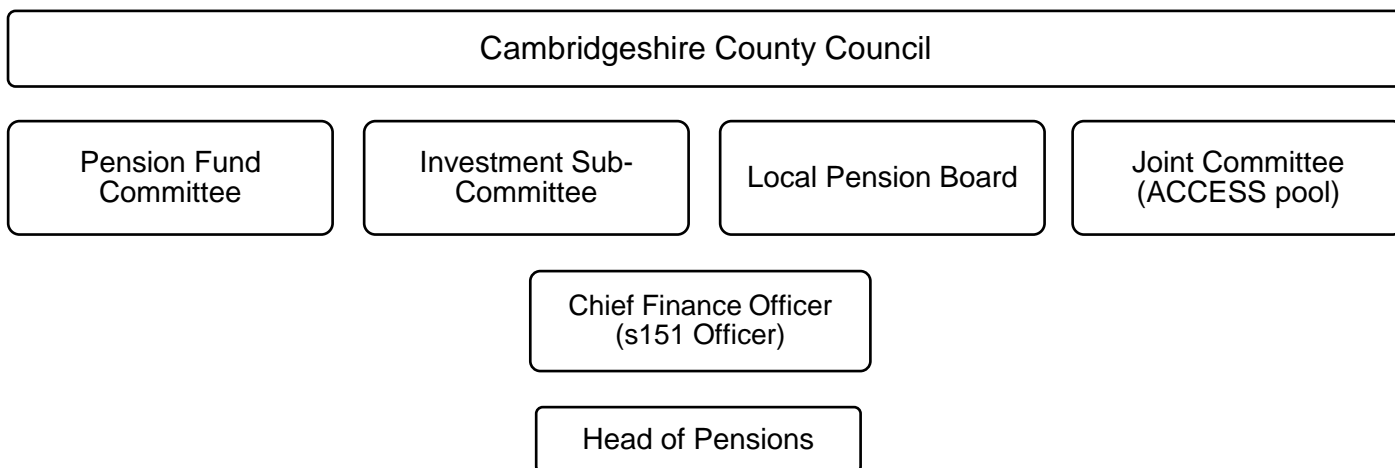 Cambridgeshire County Council
Pension Fund
Committee
Investment Sub-
Committee
Local Pension Board
Joint Committee
(ACCESS pool)
Chief Finance Officer
(s151 Officer)
Head of Pensions